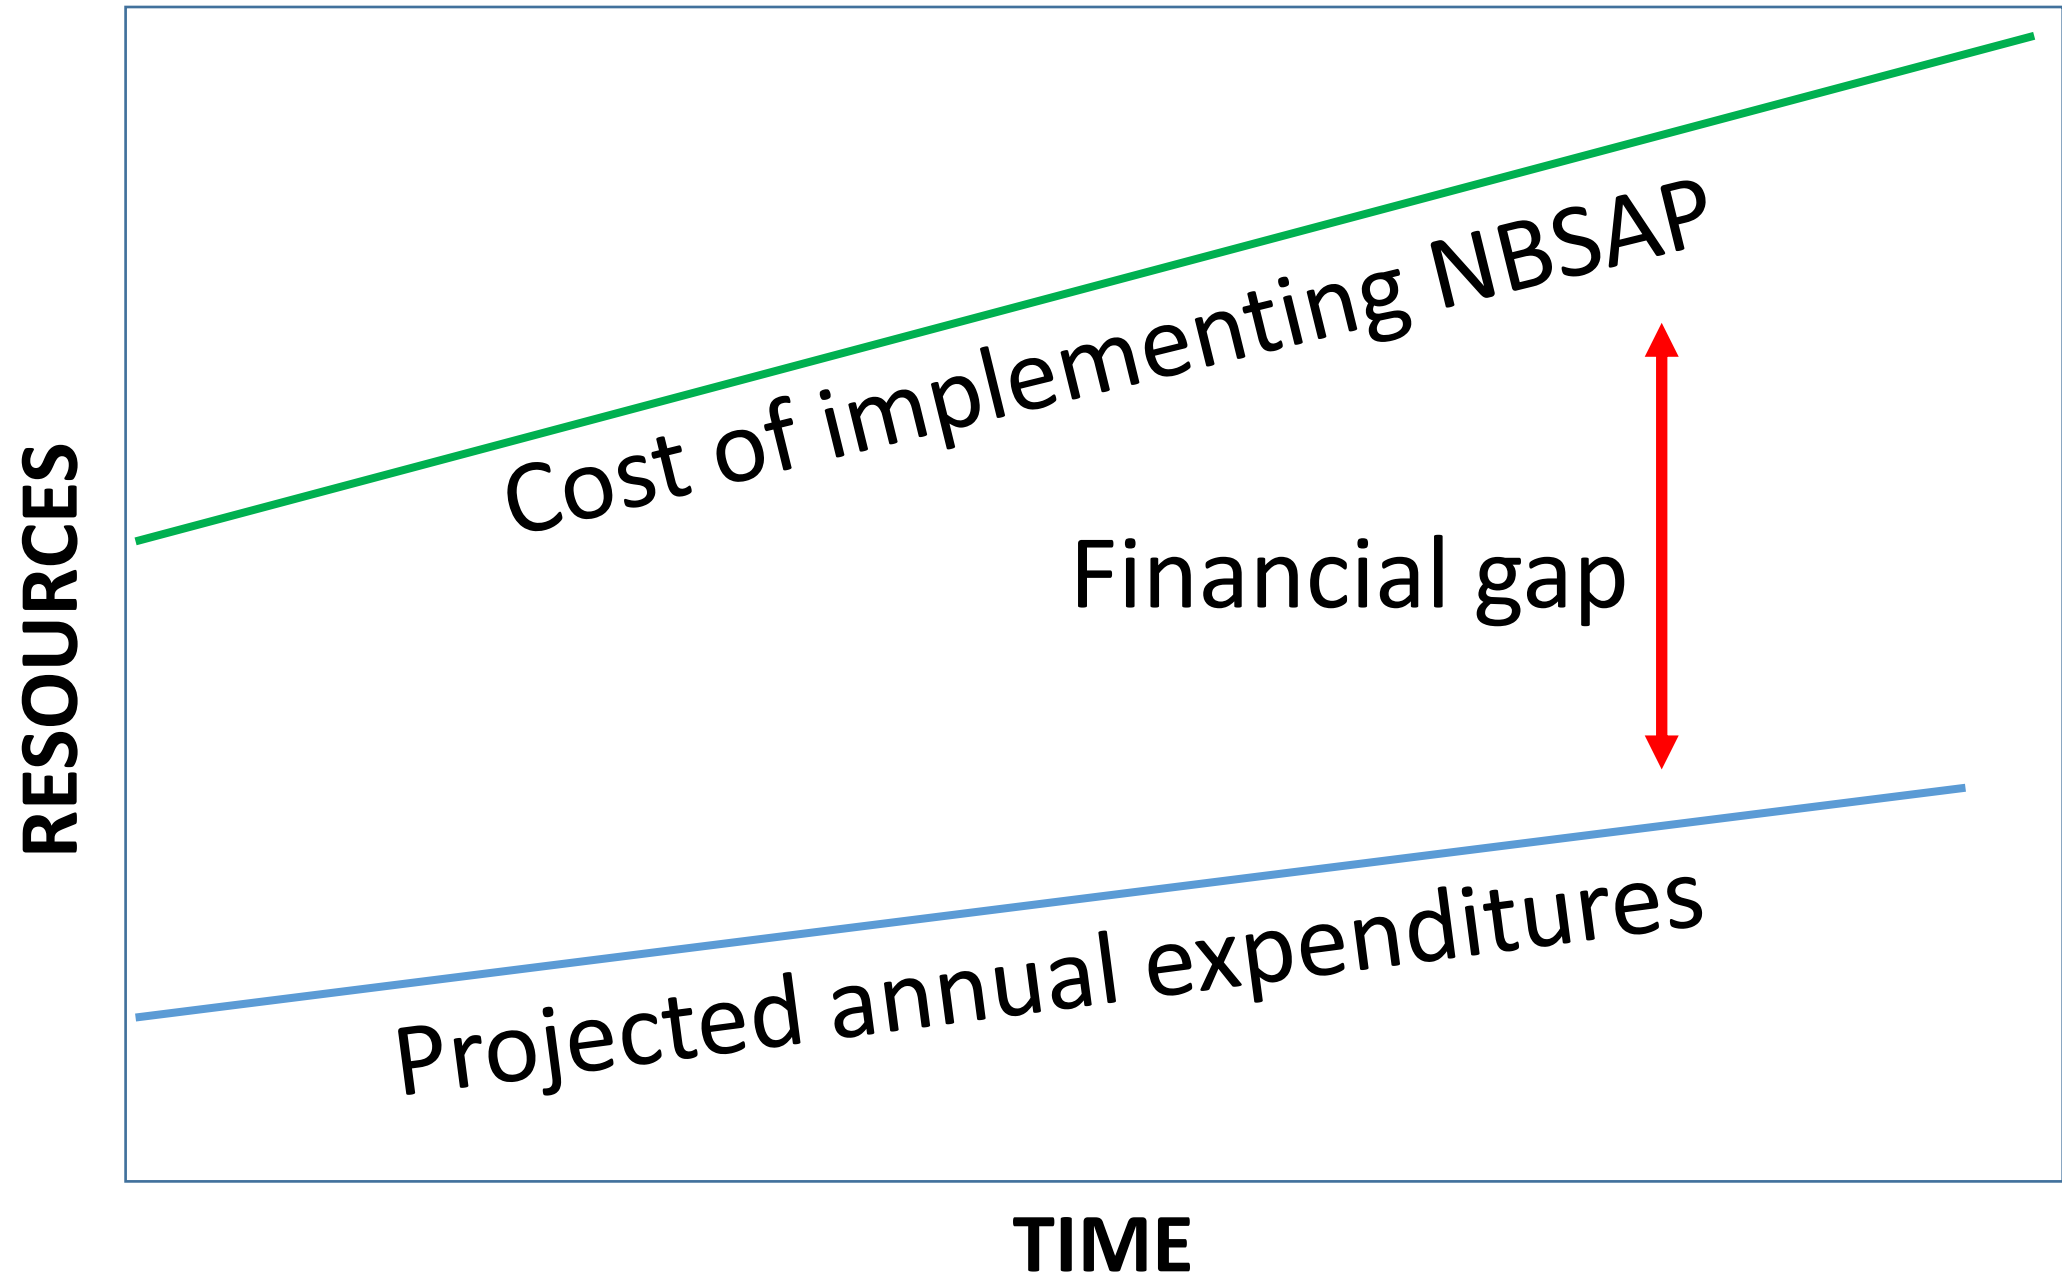 Cost of implementing NBSAP
Financial gap
RESOURCES
Projected annual expenditures
TIME